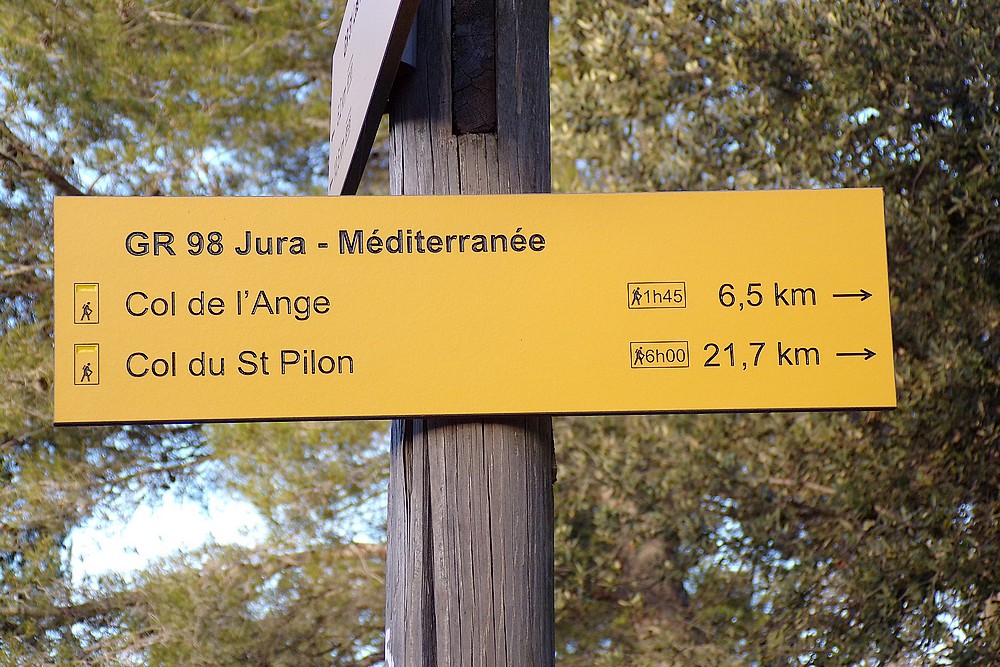 GR 98 Jura - Méditerranée
Col de l'Ange 1h45 6,5 km →
Col du St Pilon 6h00 21,7 km →